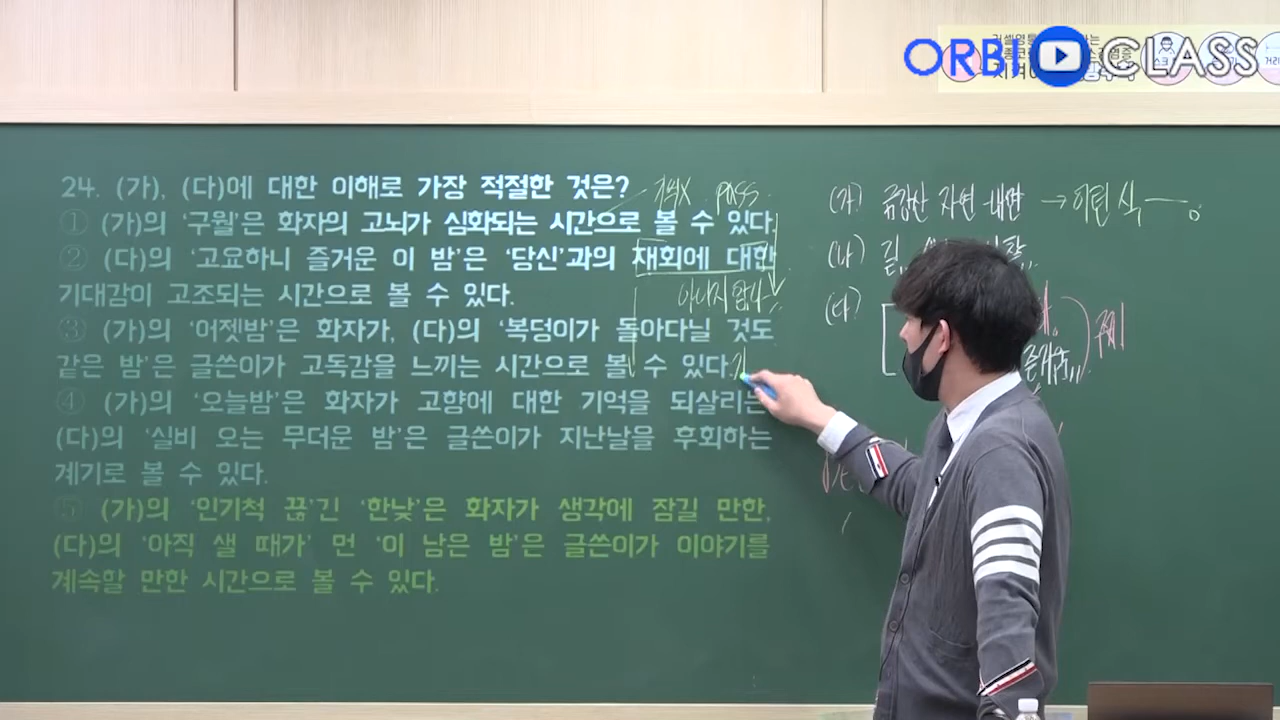 ORBI CLASS
24. (가), (다)에 대한 이해로 가장 적절한 것은?
① (가)의 '구월'은 화자의 고뇌가 심화되는 시간으로 볼 수 있다.
② (다)의 '고요하니 즐거운 이 밤'은 '당신'과의 재회에 대한
기대감이 고조되는 시간으로 볼 수 있다.
③ (가)의 '어젯밤'은 화자가, (다)의 '복덩이가 돌아다닐 것도
같은 밤'은 글쓴이가 고독감을 느끼는 시간으로 볼 수 있다.
④ (가)의 '오늘밤'은 화자가 고향에 대한 기억을 되살리는
(다)의 '실비 오는 무더운 밤'은 글쓴이가 지난날을 후회하는
계기로 볼 수 있다.
⑤ (가)의 '인기척 끊'긴 '한낮'은 화자가 생각에 잠길 만한,
(다)의 '아직 샐 때가' 먼 '이 남은 밤'은 글쓴이가 이야기를
계속할 만한 시간으로 볼 수 있다.
pass
(가) 금강산 자연 내면 →
(나) 길
(다)